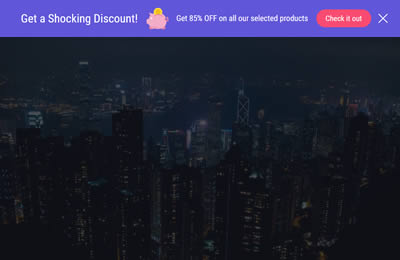 Get a Shocking Discount!
Get 85% OFF on all our selected products
Check it out